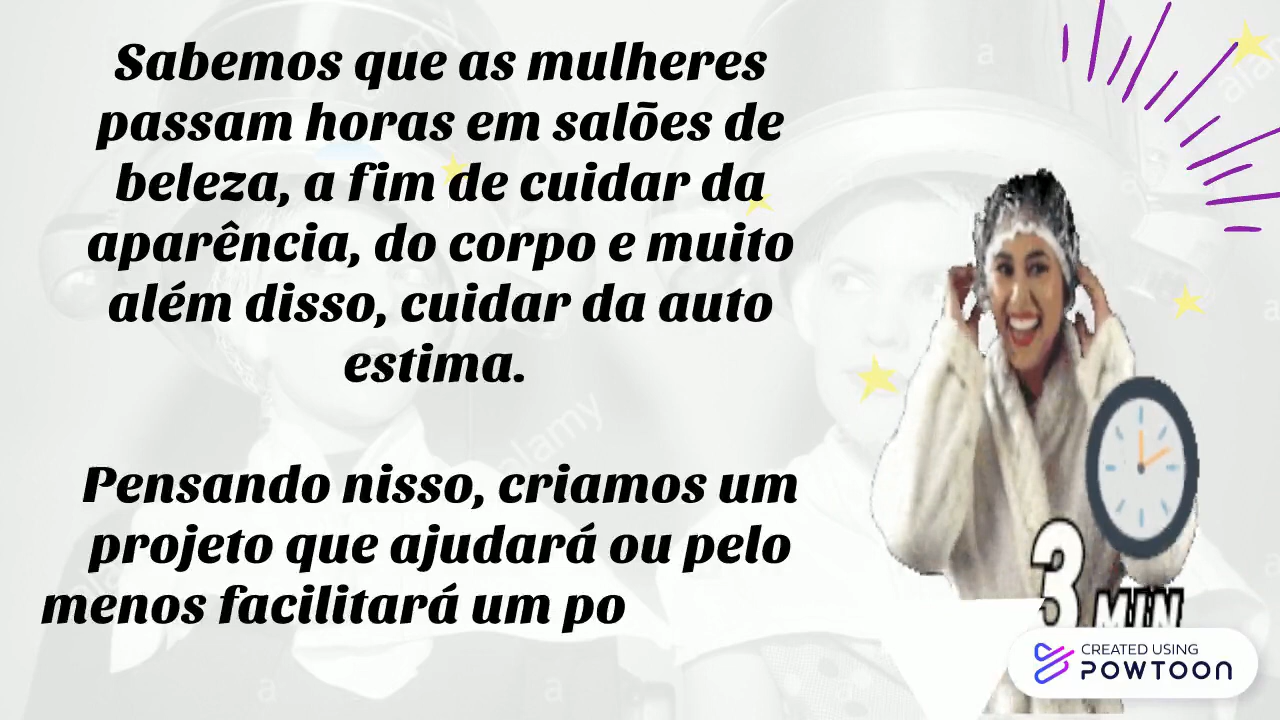 Sabemos que as mulheres
passam horas em salões de
beleza, a fim de cuidar da
aparência, do corpo e muito
além disso, cuidar da auto
estima.
Pensando nisso, criamos um
projeto que ajudará ou pelo
menos facilitará um po
3 MIN
CREATED USING
POWTOON
alamy
a